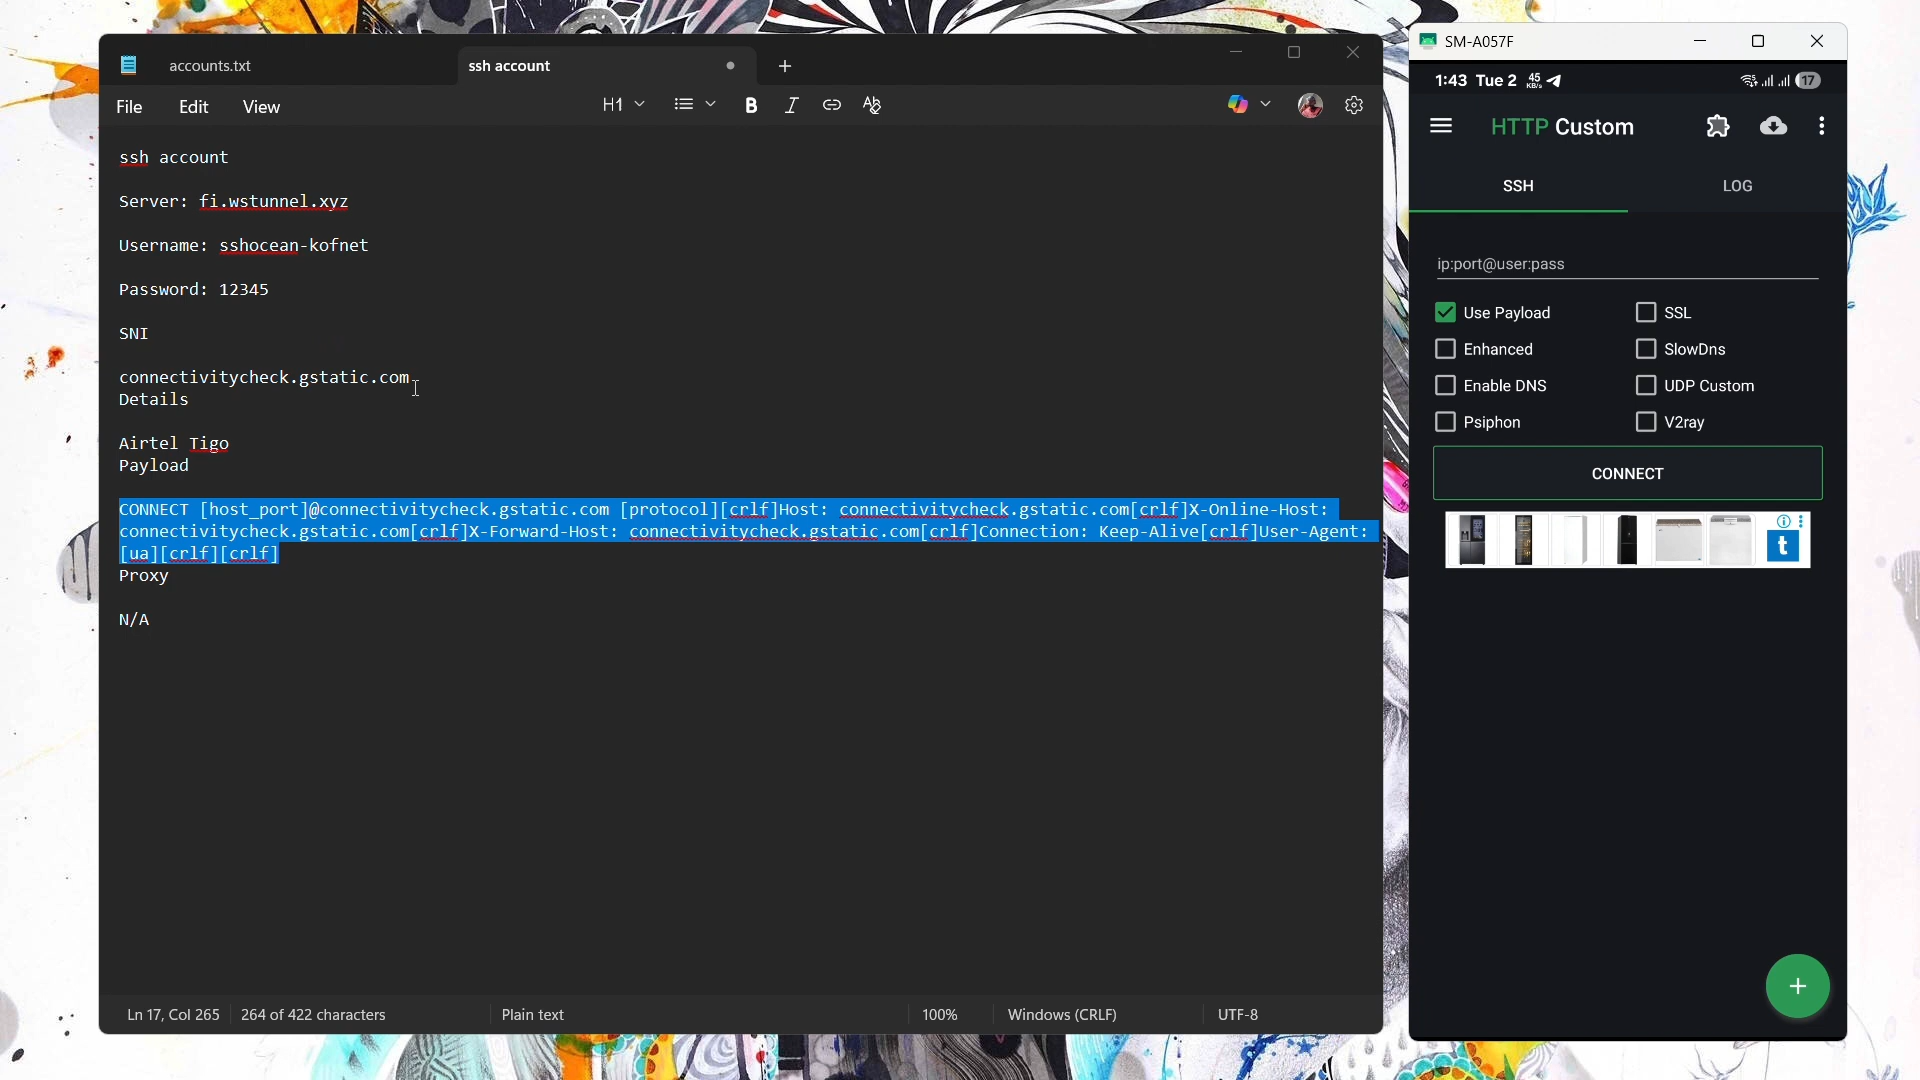 accounts.txt
ssh account
File
Edit
View
H1
B
I
ssh account
Server: fi.wstunnel.xyz
Username: sshocean-kofnet
Password: 12345
SNI
connectivitycheck.gstatic.com
Details
Airtel Tigo
Payload
CONNECT [host_port]@connectivitycheck.gstatic.com [protocol][crlf]Host: connectivitycheck.gstatic.com[crlf]X-Online-Host:
connectivitycheck.gstatic.com[crlf]X-Forward-Host: connectivitycheck.gstatic.com[crlf]Connection: Keep-Alive[crlf]User-Agent:
[ua][crlf][crlf]
Proxy
N/A
Ln 17, Col 265
264 of 422 characters
Plain text
100%
Windows (CRLF)
UTF-8
SM-A057F
1:43 Tue 2 45 KB/s
17
HTTP Custom
SSH
LOG
ip:port@user:pass
Use Payload
SSL
Enhanced
SlowDns
Enable DNS
UDP Custom
Psiphon
V2ray
CONNECT
t